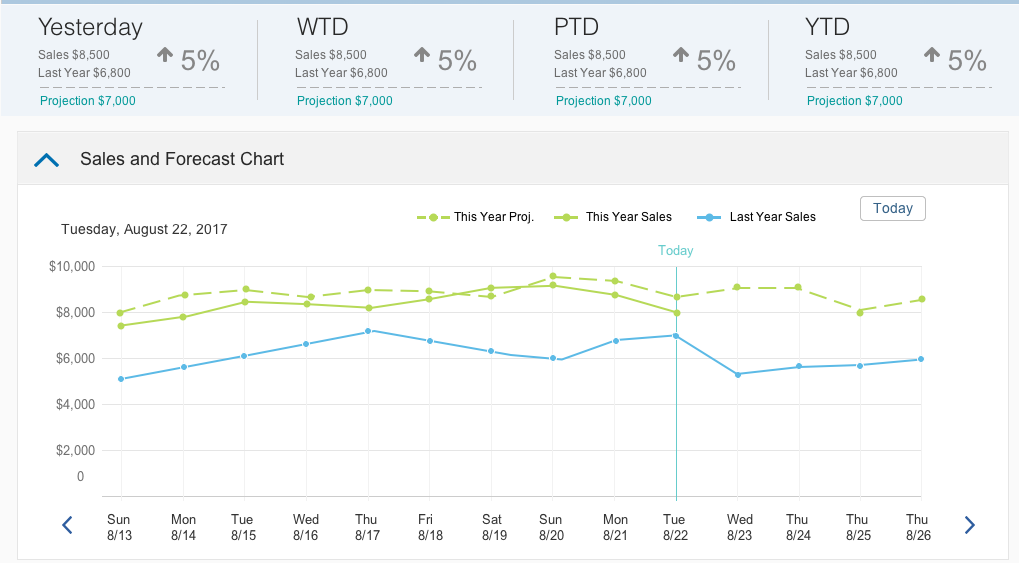 Yesterday
Sales $8,500
Last Year $6,800
5%
Projection $7,000
WTD
Sales $8,500
Last Year $6,800
5%
Projection $7,000
PTD
Sales $8,500
Last Year $6,800
5%
Projection $7,000
YTD
Sales $8,500
Last Year $6,800
5%
Projection $7,000
Sales and Forecast Chart
Tuesday, August 22, 2017
This Year Proj. This Year Sales Last Year Sales
Today
Today
$10,000
$8,000
$6,000
$4,000
$2,000
0
Sun Mon Tue Wed Thu Fri Sat Sun Mon Tue Wed Thu Thu Thu
8/13 8/14 8/15 8/16 8/17 8/18 8/19 8/20 8/21 8/22 8/23 8/24 8/25 8/26